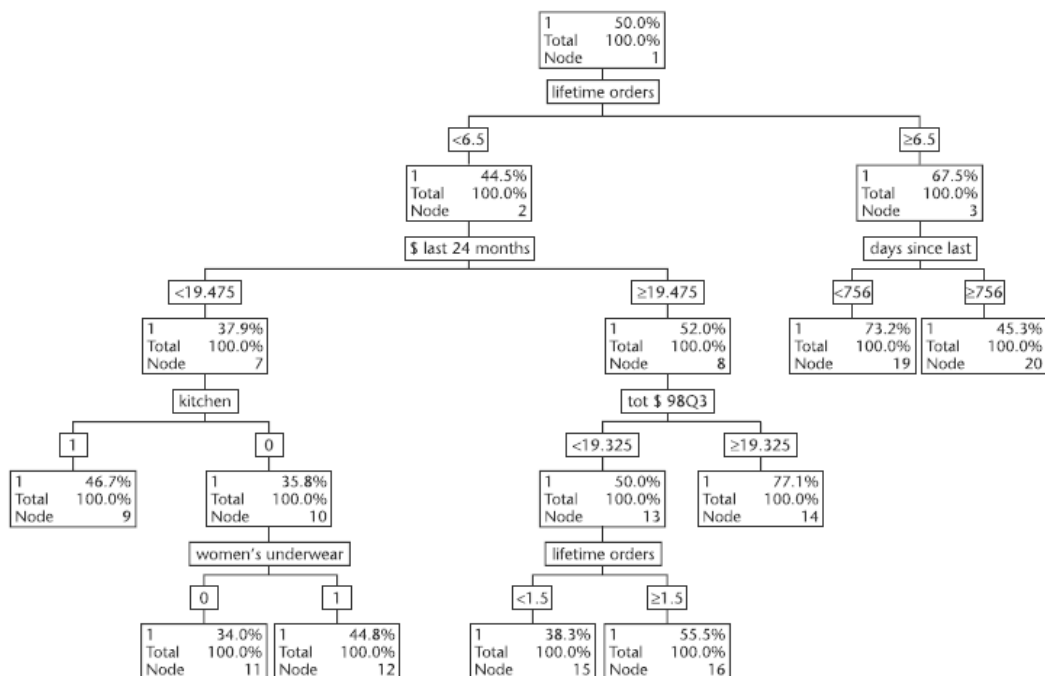 1 50.0%
Total 100.0%
Node 1
lifetime orders
<6.5
≥6.5
1 44.5%
Total 100.0%
Node 2
1 67.5%
Total 100.0%
Node 3
$ last 24 months
days since last
<19.475
≥19.475
<756
≥756
1 37.9%
Total 100.0%
Node 7
1 52.0%
Total 100.0%
Node 8
1 73.2%
Total 100.0%
Node 19
1 45.3%
Total 100.0%
Node 20
kitchen
tot $ 98Q3
1
0
<19.325
≥19.325
1 46.7%
Total 100.0%
Node 9
1 35.8%
Total 100.0%
Node 10
1 50.0%
Total 100.0%
Node 13
1 77.1%
Total 100.0%
Node 14
women's underwear
lifetime orders
0
1
<1.5
≥1.5
1 34.0%
Total 100.0%
Node 11
1 44.8%
Total 100.0%
Node 12
1 38.3%
Total 100.0%
Node 15
1 55.5%
Total 100.0%
Node 16